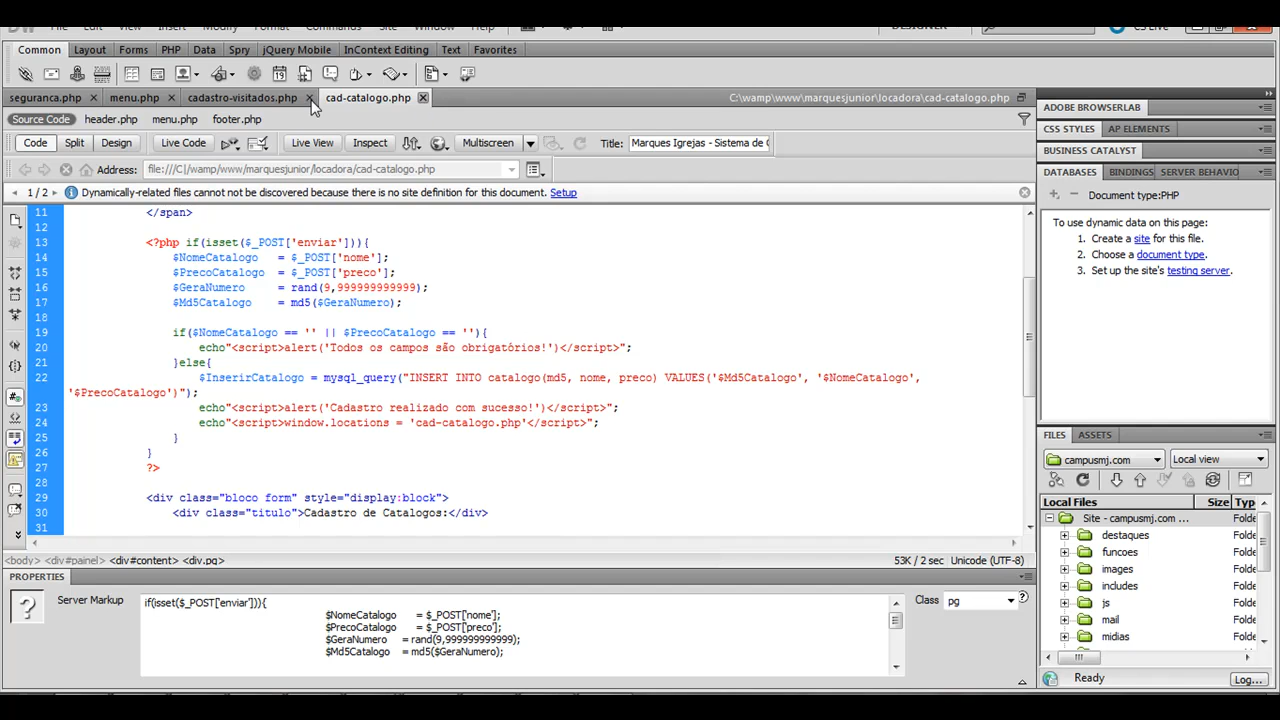 DESIGNER
CS Live
Common Layout Forms PHP Data Spry jQuery Mobile InContext Editing Text Favorites
seguranca.php menu.php cadastro-visitados.php cad-catalogo.php C:\wamp\www\marquesjunior\locadora\cad-catalogo.php
Source Code header.php menu.php footer.php
Code Split Design Live Code Live View Inspect Multiscreen Title: Marques Igrejas - Sistema de G
Address: file:///C|/wamp/www/marquesjunior/locadora/cad-catalogo.php
1 / 2 Dynamically-related files cannot not be discovered because there is no site definition for this document. Setup
11 </span>
12
13 <?php if(isset($_POST['enviar'])){
14 $NomeCatalogo = $_POST['nome'];
15 $PrecoCatalogo = $_POST['preco'];
16 $GeraNumero = rand(9,999999999999);
17 $Md5Catalogo = md5($GeraNumero);
18
19 if($NomeCatalogo == '' || $PrecoCatalogo == ''){
20 echo"<script>alert('Todos os campos são obrigatórios!')</script>";
21 }else{
22 $InserirCatalogo = mysql_query("INSERT INTO catalogo(md5, nome, preco) VALUES('$Md5Catalogo', '$NomeCatalogo',
'$PrecoCatalogo')");
23 echo"<script>alert('Cadastro realizado com sucesso!')</script>";
24 echo"<script>window.locations = 'cad-catalogo.php'</script>";
25 }
26 }
27 ?>
28
29 <div class="bloco form" style="display:block">
30 <div class="titulo">Cadastro de Catalogos:</div>
31
<body> <div#painel> <div#content> <div.pg> 53K / 2 sec Unicode (UTF-8)
PROPERTIES
Server Markup if(isset($_POST['enviar'])){
$NomeCatalogo = $_POST['nome'];
$PrecoCatalogo = $_POST['preco'];
$GeraNumero = rand(9,999999999999);
$Md5Catalogo = md5($GeraNumero);
Class pg
ADOBE BROWSERLAB
CSS STYLES AP ELEMENTS
BUSINESS CATALYST
DATABASES BINDINGS SERVER BEHAVIO
Document type:PHP
To use dynamic data on this page:
1. Create a site for this file.
2. Choose a document type.
3. Set up the site's testing server.
FILES ASSETS
campusmj.com Local view
Local Files Size Typ
Site - campusmj.com ... Folde
destaques Folde
funcoes Folde
images Folde
includes Folde
js Folde
mail Folde
midias Folde
Ready Log...